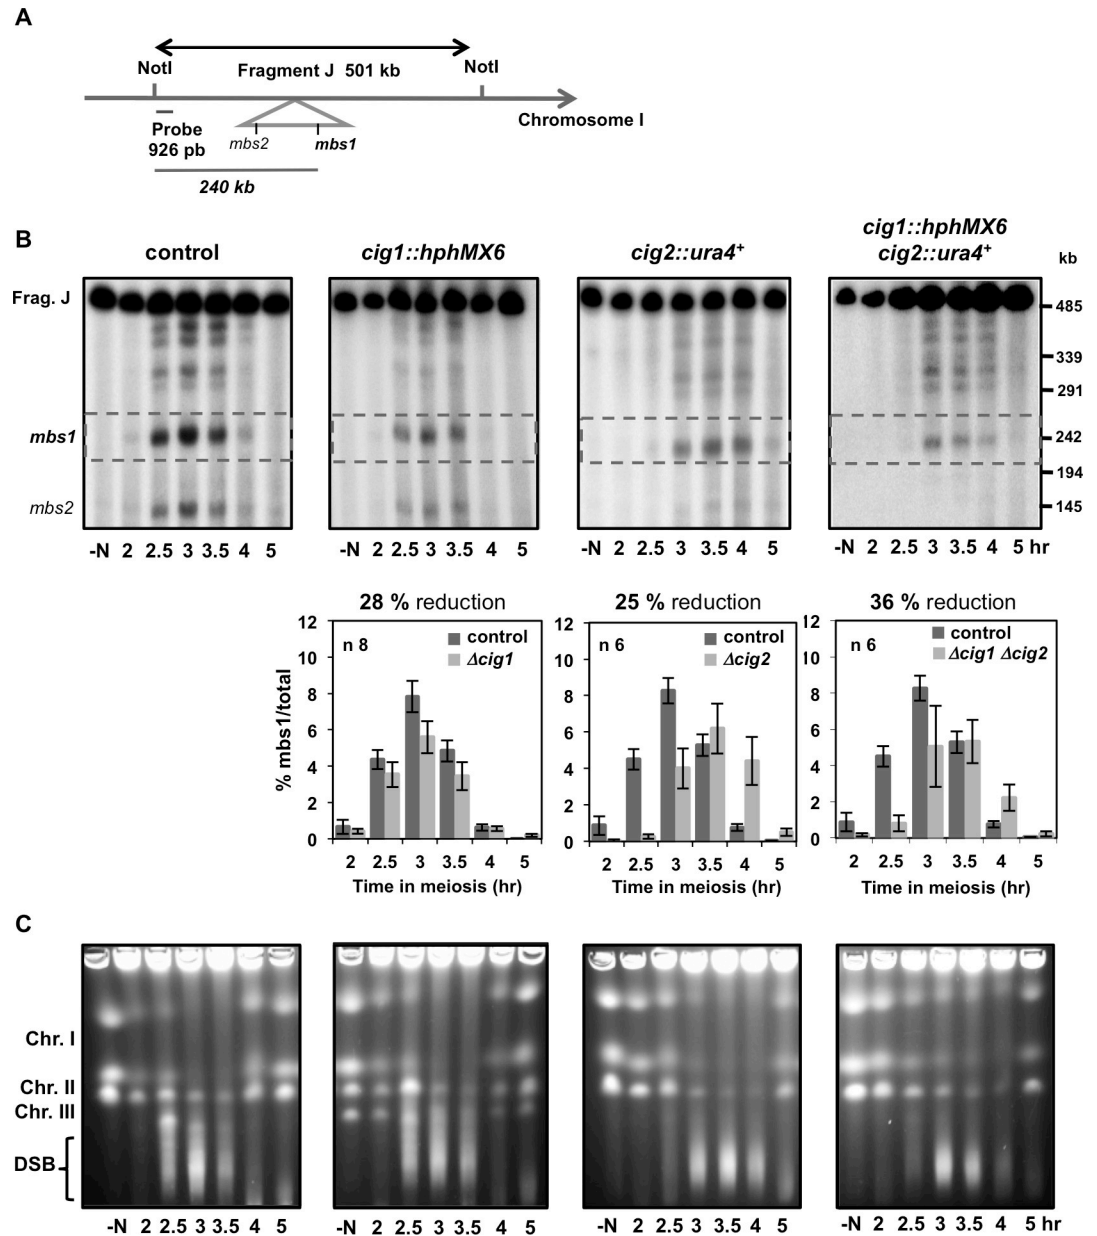 A
NotI
Fragment J 501 kb
NotI
Chromosome I
Probe
926 pb
mbs2
mbs1
240 kb
B
control
cig1::hphMX6
cig2::ura4⁺
cig1::hphMX6
cig2::ura4⁺
kb
Frag. J
mbs1
mbs2
485
339
291
242
194
145
-N 2 2.5 3 3.5 4 5
-N 2 2.5 3 3.5 4 5
-N 2 2.5 3 3.5 4 5
-N 2 2.5 3 3.5 4 5 hr
28 % reduction
% mbs1/total
12
10
8
6
4
2
0
n 8
control
Δcig1
2 2.5 3 3.5 4 5
Time in meiosis (hr)
25 % reduction
12
10
8
6
4
2
0
n 6
control
Δcig2
2 2.5 3 3.5 4 5
Time in meiosis (hr)
36 % reduction
12
10
8
6
4
2
0
n 6
control
Δcig1 Δcig2
2 2.5 3 3.5 4 5
Time in meiosis (hr)
C
Chr. I
Chr. II
Chr. III
DSB
-N 2 2.5 3 3.5 4 5
-N 2 2.5 3 3.5 4 5
-N 2 2.5 3 3.5 4 5
-N 2 2.5 3 3.5 4 5 hr